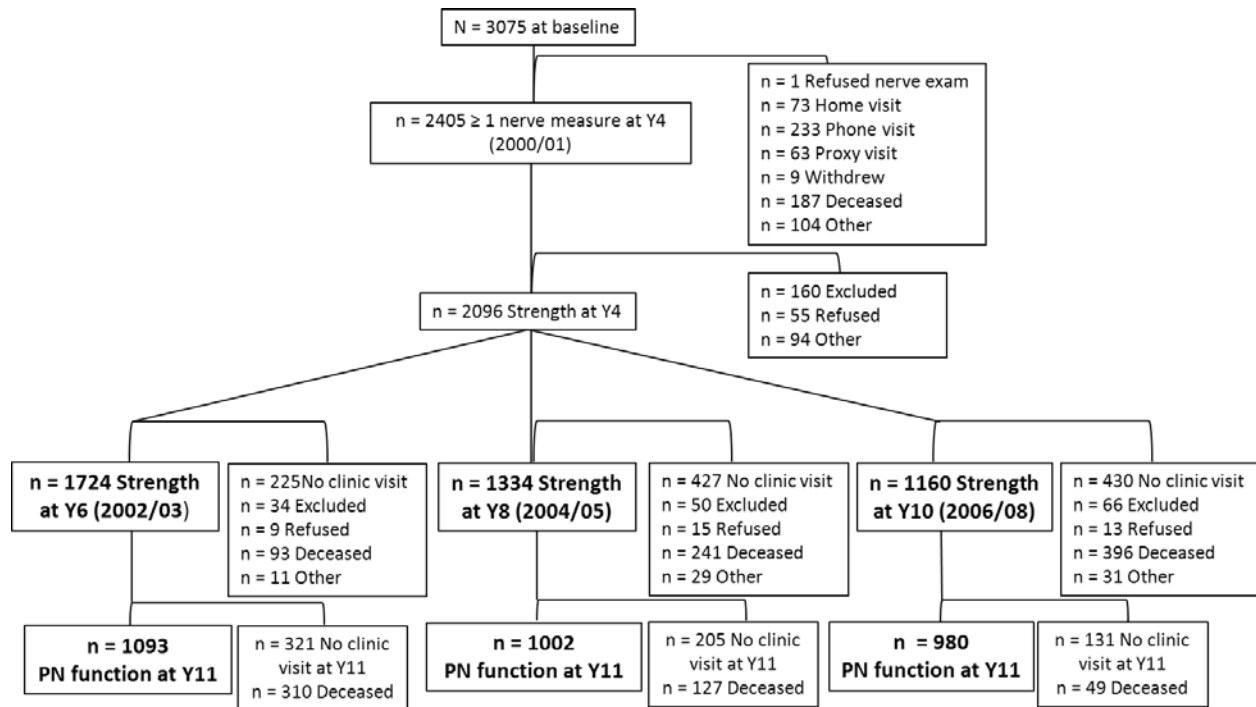 N = 3075 at baseline
n = 1 Refused nerve exam
n = 73 Home visit
n = 233 Phone visit
n = 63 Proxy visit
n = 9 Withdrew
n = 187 Deceased
n = 104 Other
n = 2405 ≥ 1 nerve measure at Y4
(2000/01)
n = 160 Excluded
n = 55 Refused
n = 94 Other
n = 2096 Strength at Y4
n = 1724 Strength
at Y6 (2002/03)
n = 225No clinic visit
n = 34 Excluded
n = 9 Refused
n = 93 Deceased
n = 11 Other
n = 1334 Strength
at Y8 (2004/05)
n = 427 No clinic visit
n = 50 Excluded
n = 15 Refused
n = 241 Deceased
n = 29 Other
n = 1160 Strength
at Y10 (2006/08)
n = 430 No clinic visit
n = 66 Excluded
n = 13 Refused
n = 396 Deceased
n = 31 Other
n = 1093
PN function at Y11
n = 321 No clinic
visit at Y11
n = 310 Deceased
n = 1002
PN function at Y11
n = 205 No clinic
visit at Y11
n = 127 Deceased
n = 980
PN function at Y11
n = 131 No clinic
visit at Y11
n = 49 Deceased